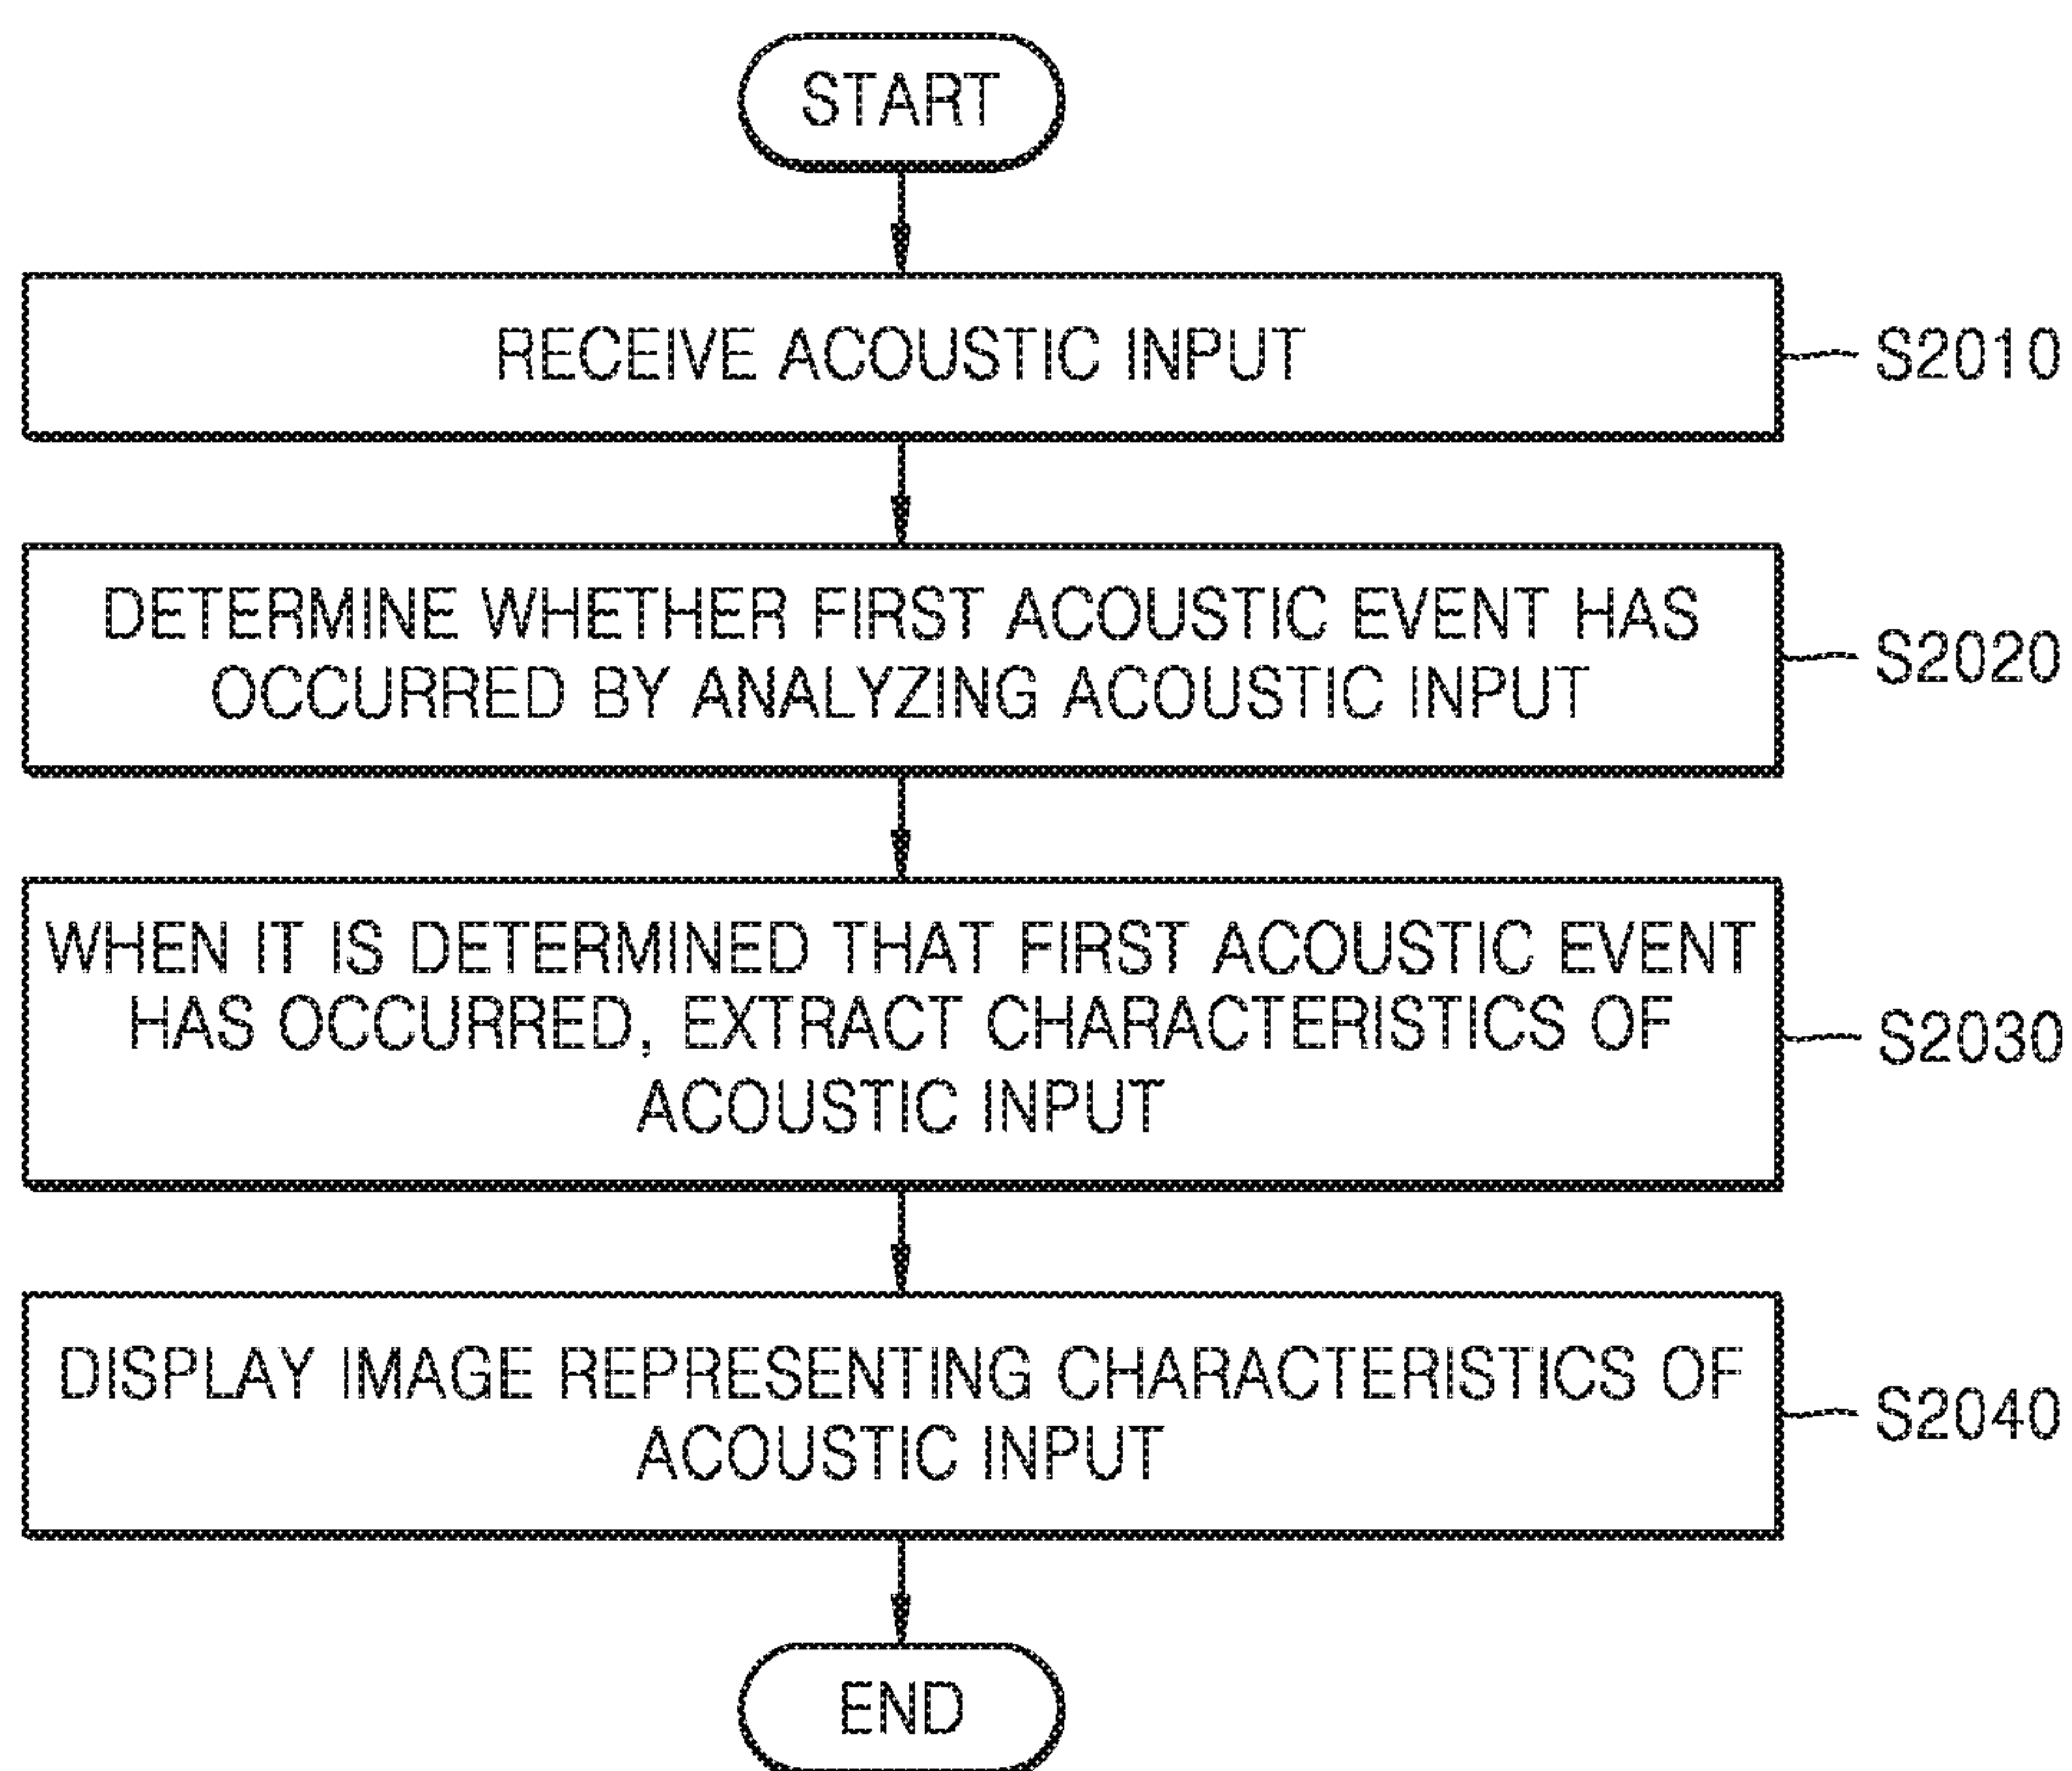 START
RECEIVE ACOUSTIC INPUT
S2010
DETERMINE WHETHER FIRST ACOUSTIC EVENT HAS
OCCURRED BY ANALYZING ACOUSTIC INPUT
S2020
WHEN IT IS DETERMINED THAT FIRST ACOUSTIC EVENT
HAS OCCURRED, EXTRACT CHARACTERISTICS OF
ACOUSTIC INPUT
S2030
DISPLAY IMAGE REPRESENTING CHARACTERISTICS OF
ACOUSTIC INPUT
S2040
END